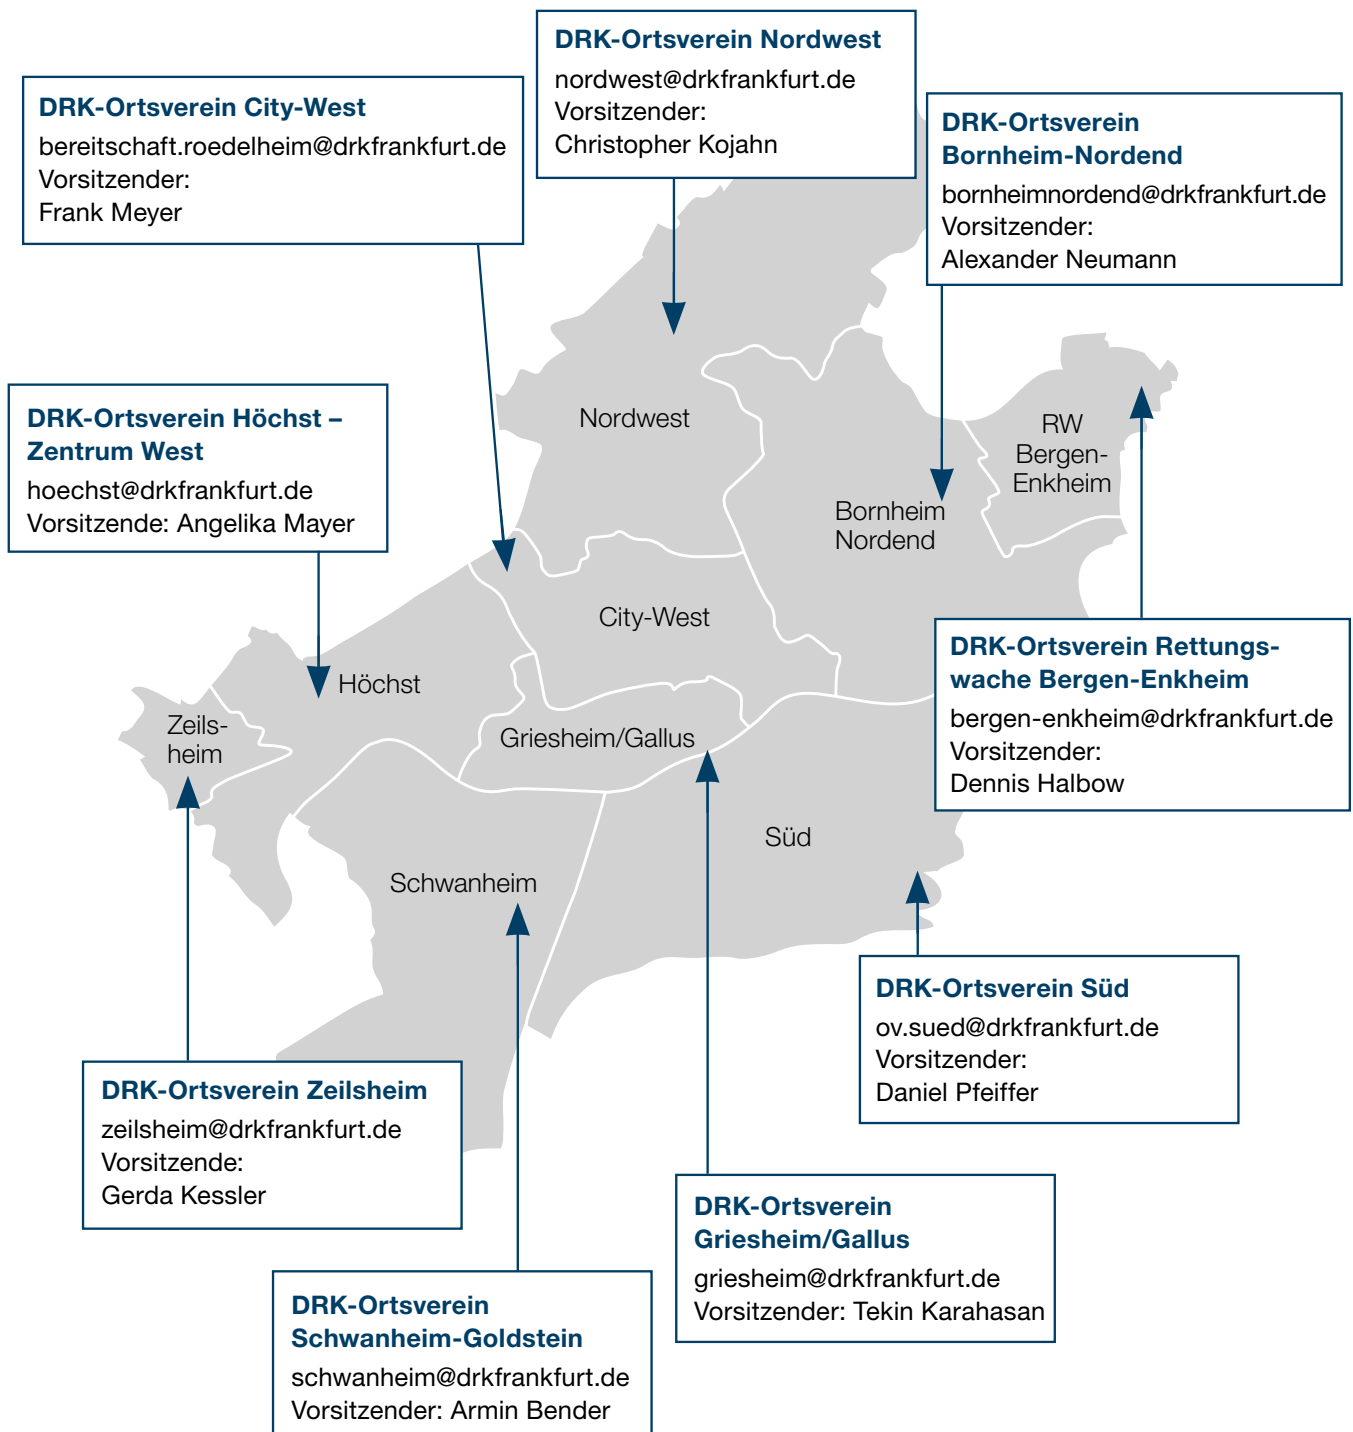 DRK-Ortsverein Nordwest
nordwest@drkfrankfurt.de
Vorsitzender:
Christopher Kojahn
DRK-Ortsverein City-West
bereitschaft.roedelheim@drkfrankfurt.de
Vorsitzender:
Frank Meyer
DRK-Ortsverein
Bornheim-Nordend
bornheimnordend@drkfrankfurt.de
Vorsitzender:
Alexander Neumann
DRK-Ortsverein Höchst –
Zentrum West
hoechst@drkfrankfurt.de
Vorsitzende: Angelika Mayer
Nordwest
RW
Bergen-
Enkheim
Bornheim
Nordend
City-West
Höchst
Zeils-
heim
Griesheim/Gallus
Süd
Schwanheim
DRK-Ortsverein Rettungs-
wache Bergen-Enkheim
bergen-enkheim@drkfrankfurt.de
Vorsitzender:
Dennis Halbow
DRK-Ortsverein Süd
ov.sued@drkfrankfurt.de
Vorsitzender:
Daniel Pfeiffer
DRK-Ortsverein Zeilsheim
zeilsheim@drkfrankfurt.de
Vorsitzende:
Gerda Kessler
DRK-Ortsverein
Griesheim/Gallus
griesheim@drkfrankfurt.de
Vorsitzender: Tekin Karahasan
DRK-Ortsverein
Schwanheim-Goldstein
schwanheim@drkfrankfurt.de
Vorsitzender: Armin Bender